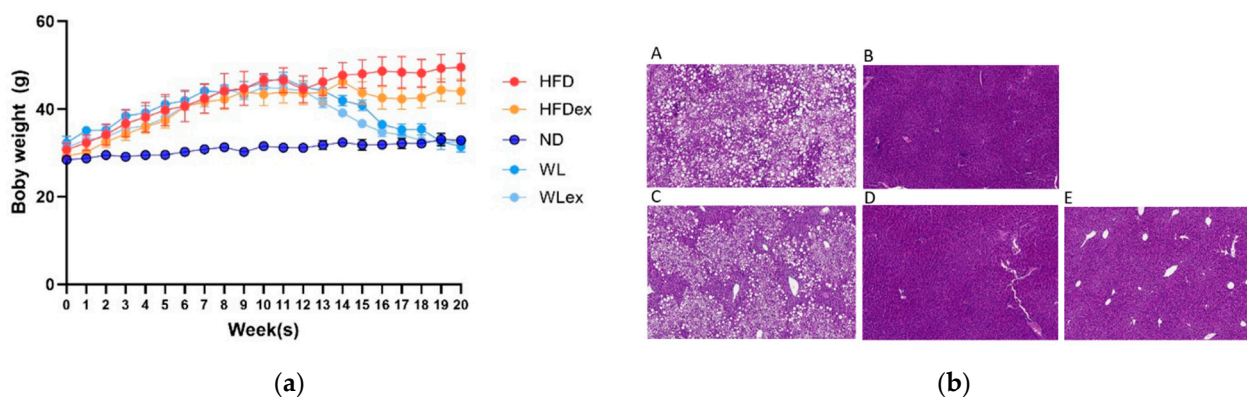 60
40
20
0
Boby weight (g)
0 1 2 3 4 5 6 7 8 9 10 11 12 13 14 15 16 17 18 19 20
Week(s)
HFD
HFDex
ND
WL
WLex
(a)
A B
C D E
(b)